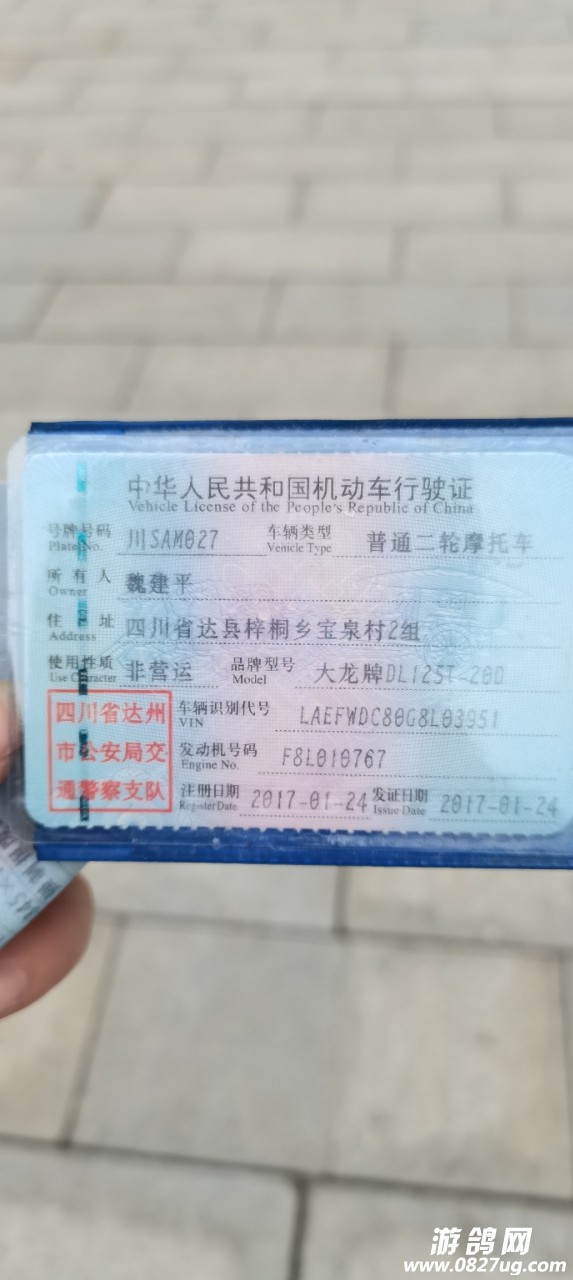 中华人民共和国机动车行驶证
Vehicle License of the People's Republic of China
号牌号码 川SAM027 车辆类型 普通二轮摩托车
Plate No. Vehicle Type
所有人 魏建平
Owner
住址 四川省达县梓桐乡宝泉村2组
Address
使用性质 非营运 品牌型号 大龙牌DL125T-20D
Use Character Model
四川省达州 车辆识别代号 LAEFWDC80G8L03951
VIN
市公安局交 发动机号码 F8L010767
Engine No.
通警察支队 注册日期 2017-01-24 发证日期 2017-01-24
Register Date Issue Date
游鸽网
www.0827ug.com